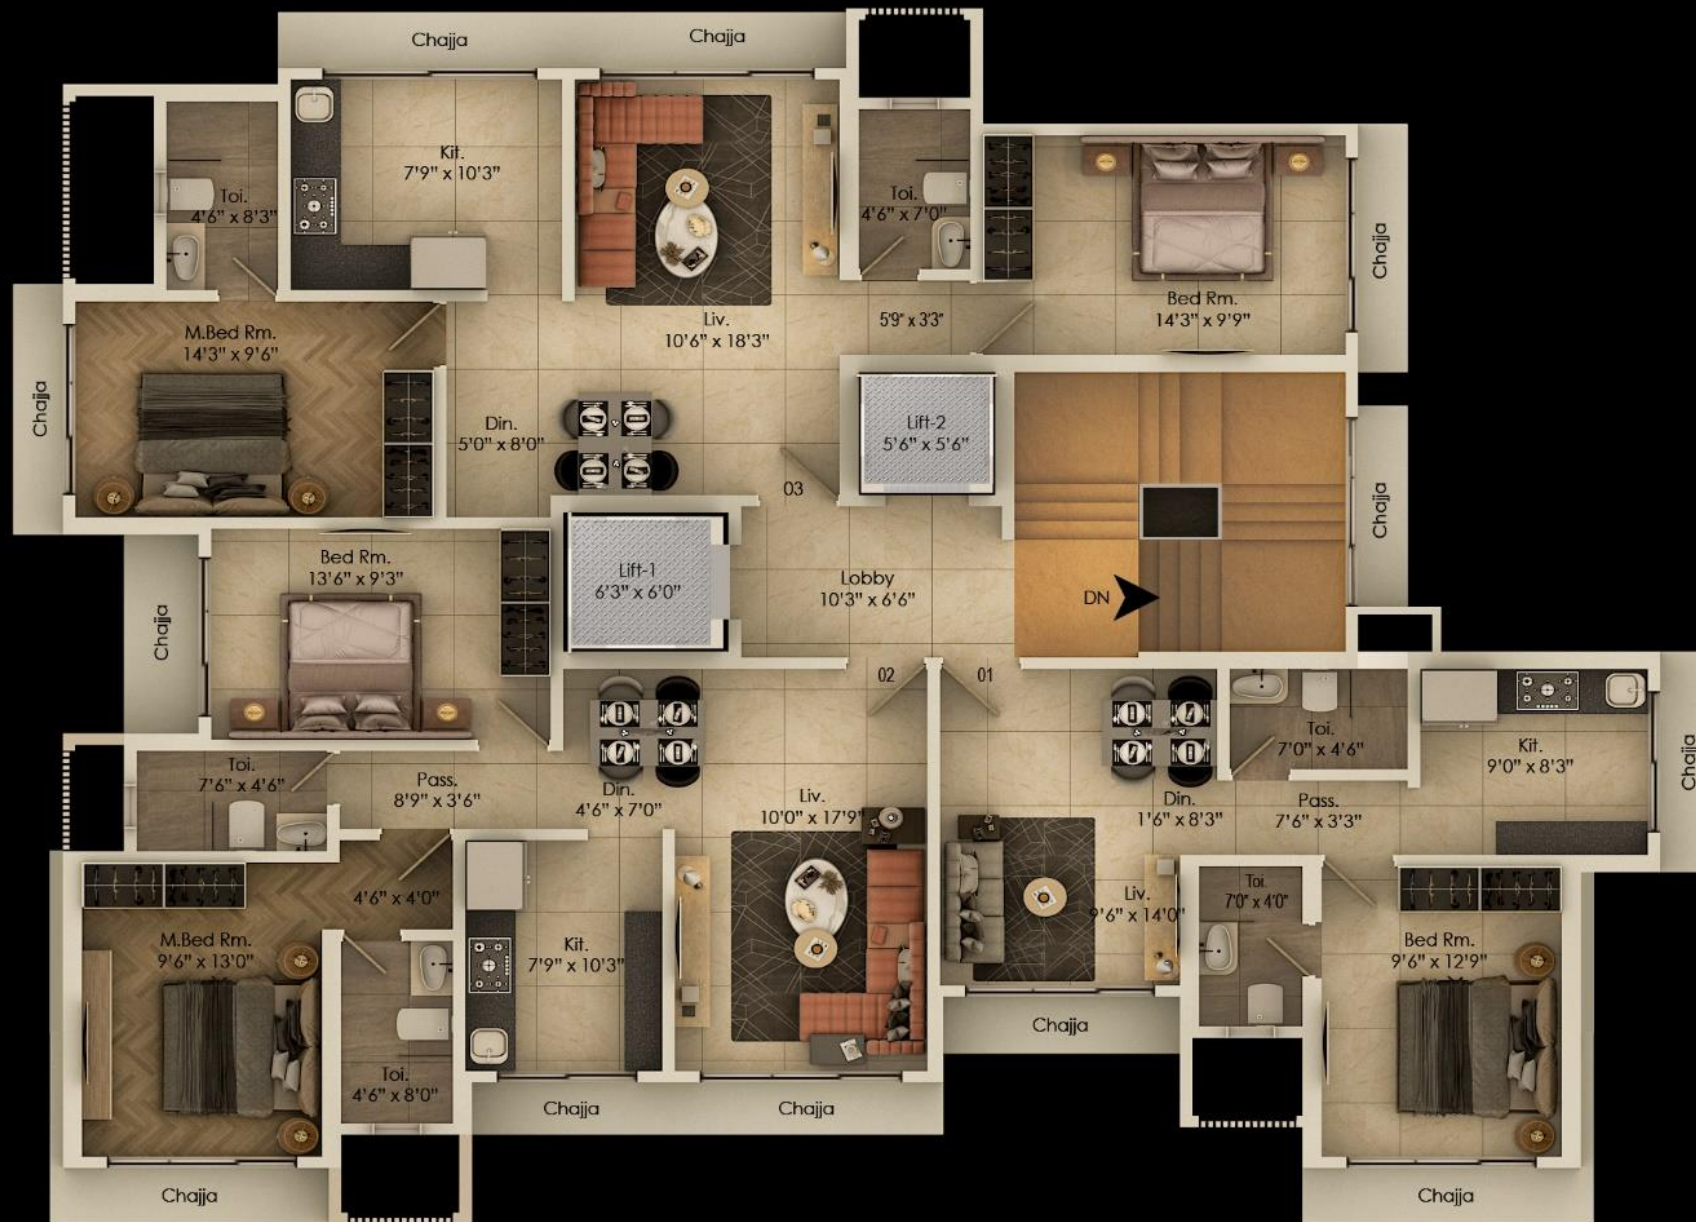 Chajja
Chajja
Kit.
7'9" x 10'3"
Toi.
4'6" x 8'3"
Toi.
4'6" x 7'0"
Chajja
Bed Rm.
14'3" x 9'9"
Liv.
10'6" x 18'3"
5'9" x 3'3"
M.Bed Rm.
14'3" x 9'6"
Chajja
Din.
5'0" x 8'0"
Lift-2
5'6" x 5'6"
03
Chajja
Bed Rm.
13'6" x 9'3"
Lift-1
6'3" x 6'0"
Lobby
10'3" x 6'6"
DN
Chajja
02
01
Toi.
7'0" x 4'6"
Kit.
9'0" x 8'3"
Chajja
Toi.
7'6" x 4'6"
Pass.
8'9" x 3'6"
Din.
4'6" x 7'0"
Liv.
10'0" x 17'9"
Din.
1'6" x 8'3"
Pass.
7'6" x 3'3"
4'6" x 4'0"
Liv.
9'6" x 14'0"
Toi.
7'0" x 4'0"
M.Bed Rm.
9'6" x 13'0"
Kit.
7'9" x 10'3"
Bed Rm.
9'6" x 12'9"
Chajja
Toi.
4'6" x 8'0"
Chajja
Chajja
Chajja
Chajja